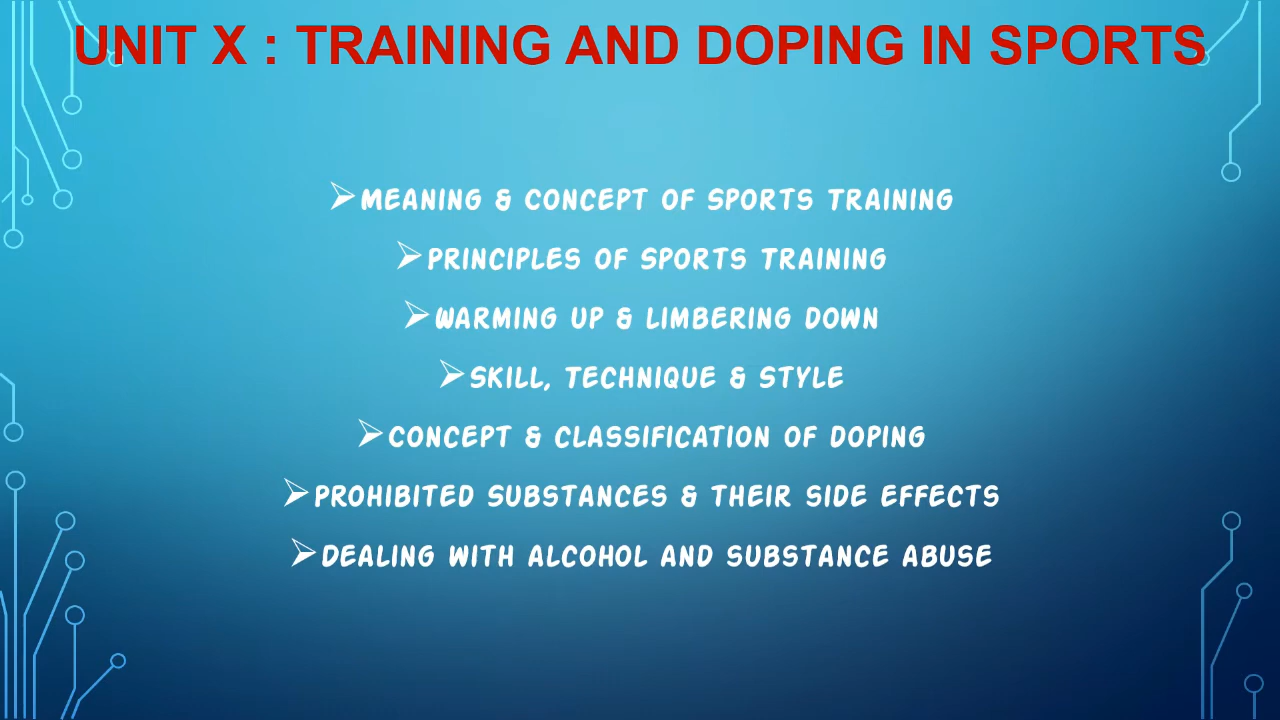 UNIT X : TRAINING AND DOPING IN SPORTS
➢MEANING & CONCEPT OF SPORTS TRAINING
➢PRINCIPLES OF SPORTS TRAINING
➢WARMING UP & LIMBERING DOWN
➢SKILL, TECHNIQUE & STYLE
➢CONCEPT & CLASSIFICATION OF DOPING
➢PROHIBITED SUBSTANCES & THEIR SIDE EFFECTS
➢DEALING WITH ALCOHOL AND SUBSTANCE ABUSE